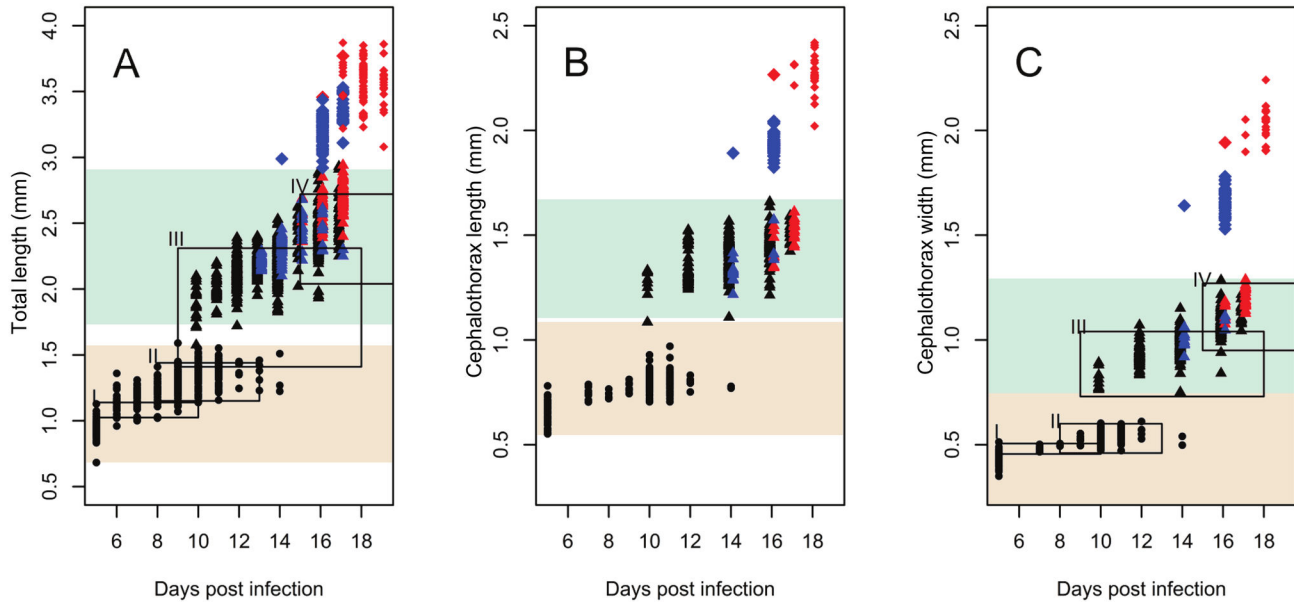 A
Total length (mm)
4.0
3.5
3.0
2.5
2.0
1.5
1.0
0.5
I
II
III
IV
6 8 10 12 14 16 18
Days post infection
B
Cephalothorax length (mm)
2.5
2.0
1.5
1.0
0.5
6 8 10 12 14 16 18
Days post infection
C
Cephalothorax width (mm)
2.5
2.0
1.5
1.0
0.5
I
II
III
IV
6 8 10 12 14 16 18
Days post infection